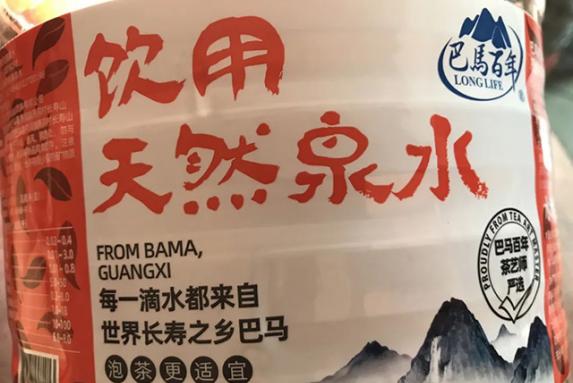 饮用
天然泉水
巴馬百年
LONG LIFE
FROM BAMA,
GUANGXI
每一滴水都来自
世界长寿之乡巴马
泡茶更适宜
PROUDLY FROM TEA ART MASTER
巴马百年
茶艺师
严选